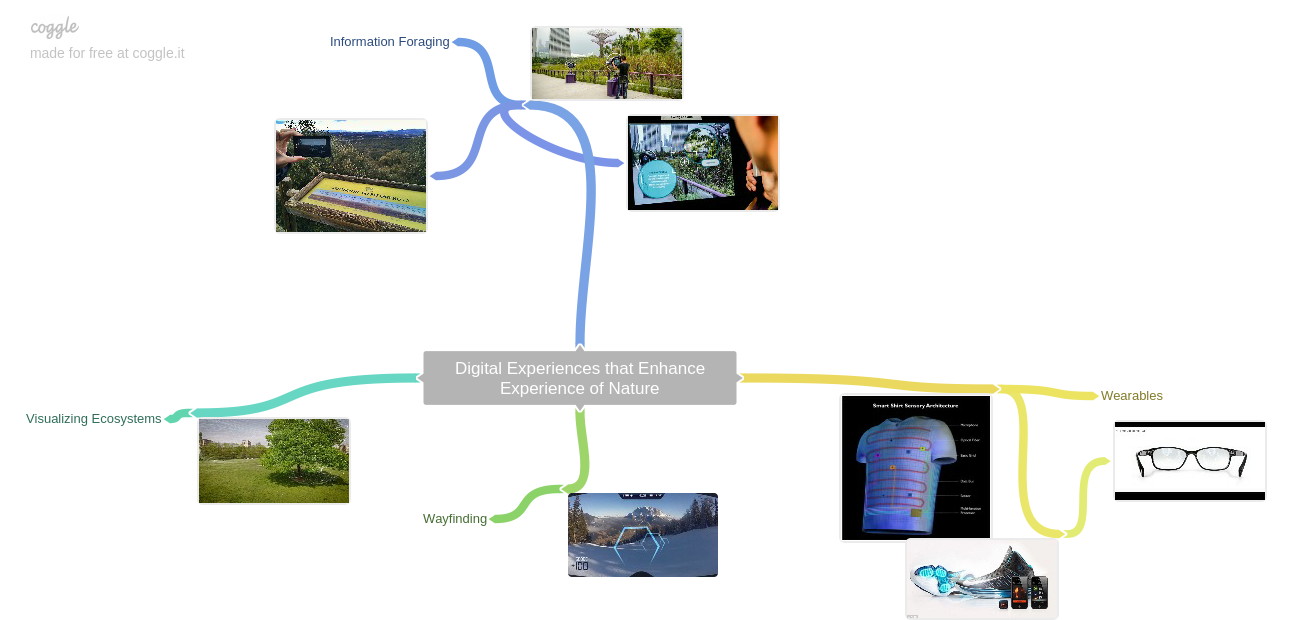 coggle
made for free at coggle.it
Information Foraging
Digital Experiences that Enhance
Experience of Nature
Visualizing Ecosystems
Wearables
Smart Shirt Sensory Architecture
Wayfinding
+100